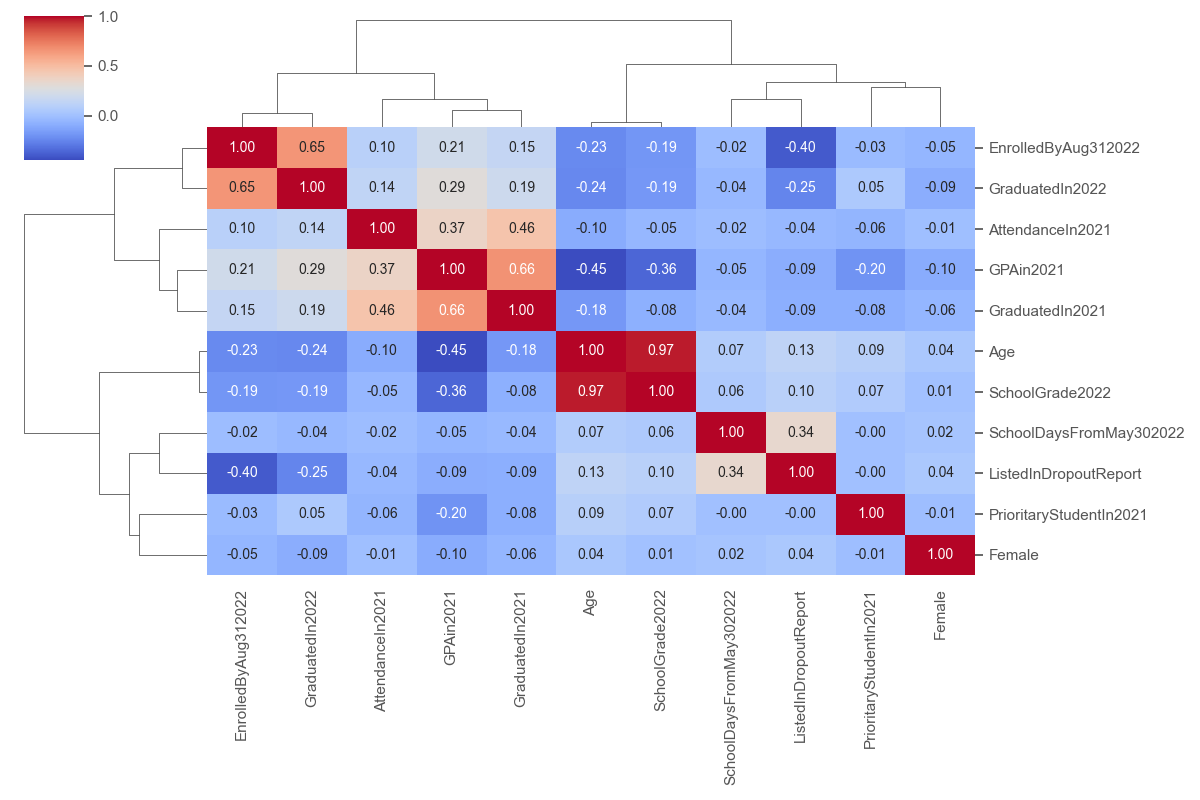 1.0
0.5
0.0
1.00 0.65 0.10 0.21 0.15 -0.23 -0.19 -0.02 -0.40 -0.03 -0.05 EnrolledByAug312022
0.65 1.00 0.14 0.29 0.19 -0.24 -0.19 -0.04 -0.25 0.05 -0.09 GraduatedIn2022
0.10 0.14 1.00 0.37 0.46 -0.10 -0.05 -0.02 -0.04 -0.06 -0.01 AttendanceIn2021
0.21 0.29 0.37 1.00 0.66 -0.45 -0.36 -0.05 -0.09 -0.20 -0.10 GPAin2021
0.15 0.19 0.46 0.66 1.00 -0.18 -0.08 -0.04 -0.09 -0.08 -0.06 GraduatedIn2021
-0.23 -0.24 -0.10 -0.45 -0.18 1.00 0.97 0.07 0.13 0.09 0.04 Age
-0.19 -0.19 -0.05 -0.36 -0.08 0.97 1.00 0.06 0.10 0.07 0.01 SchoolGrade2022
-0.02 -0.04 -0.02 -0.05 -0.04 0.07 0.06 1.00 0.34 -0.00 0.02 SchoolDaysFromMay302022
-0.40 -0.25 -0.04 -0.09 -0.09 0.13 0.10 0.34 1.00 -0.00 0.04 ListedInDropoutReport
-0.03 0.05 -0.06 -0.20 -0.08 0.09 0.07 -0.00 -0.00 1.00 -0.01 PrioritaryStudentIn2021
-0.05 -0.09 -0.01 -0.10 -0.06 0.04 0.01 0.02 0.04 -0.01 1.00 Female
EnrolledByAug312022
GraduatedIn2022
AttendanceIn2021
GPAin2021
GraduatedIn2021
Age
SchoolGrade2022
SchoolDaysFromMay302022
ListedInDropoutReport
PrioritaryStudentIn2021
Female